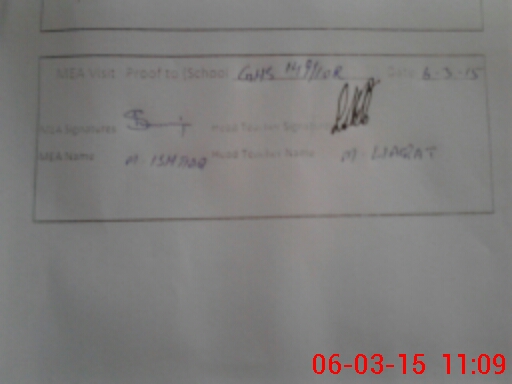 MEA Visit Proof to [School GHS Date 6-3-15
MEA Signatures Head Teacher Signature
MEA Name M. ISHTIAQ Head Teacher Name M. LIAQAT
06-03-15 11:09